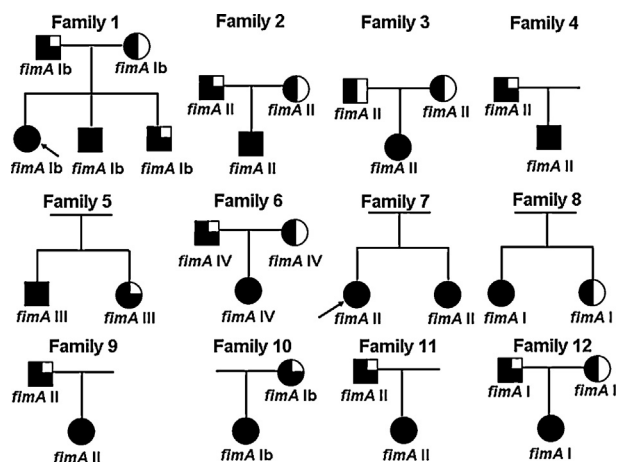 Family 1 Family 2 Family 3 Family 4
fimA Ib fimA Ib
fimA II fimA II fimA II fimA II fimA II
fimA Ib fimA Ib fimA Ib fimA II fimA II fimA II
Family 5 Family 6 Family 7 Family 8
fimA IV fimA IV
fimA III fimA III fimA IV fimA II fimA II fimA I fimA I
Family 9 Family 10 Family 11 Family 12
fimA II fimA Ib fimA II fimA I fimA I
fimA II fimA Ib fimA II fimA I